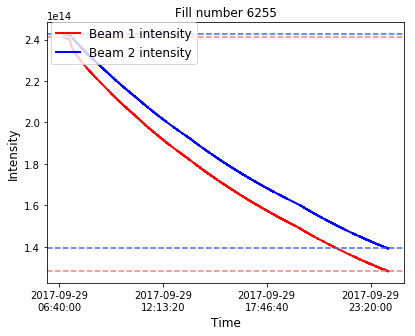 Fill number 6255
1e14
Beam 1 intensity
Beam 2 intensity
2.4
2.2
2.0
1.8
1.6
1.4
Intensity
2017-09-29
06:40:00
2017-09-29
12:13:20
2017-09-29
17:46:40
2017-09-29
23:20:00
Time